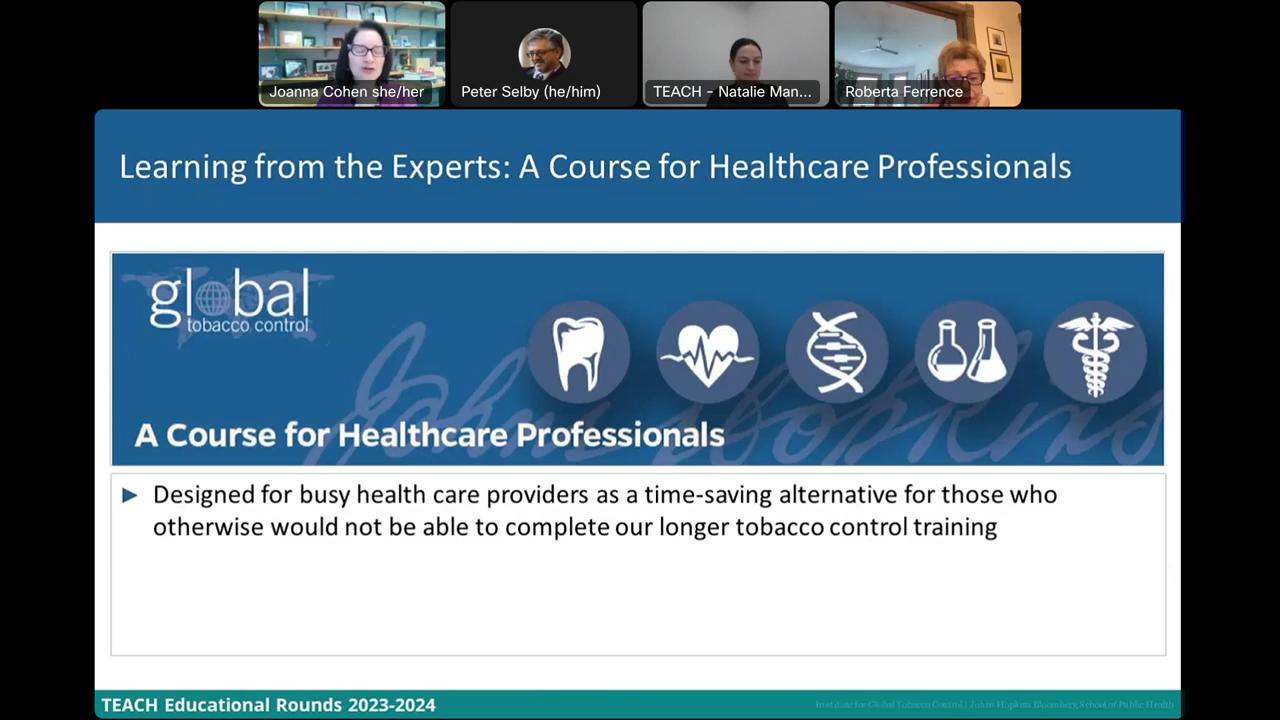 Joanna Cohen she/her
Peter Selby (he/him)
TEACH - Natalie Man...
Roberta Ferrence
Learning from the Experts: A Course for Healthcare Professionals
global
tobacco control
Johns Hopkins
A Course for Healthcare Professionals
► Designed for busy health care providers as a time-saving alternative for those who
otherwise would not be able to complete our longer tobacco control training
TEACH Educational Rounds 2023-2024
Institute for Global Tobacco Control | Johns Hopkins Bloomberg School of Public Health